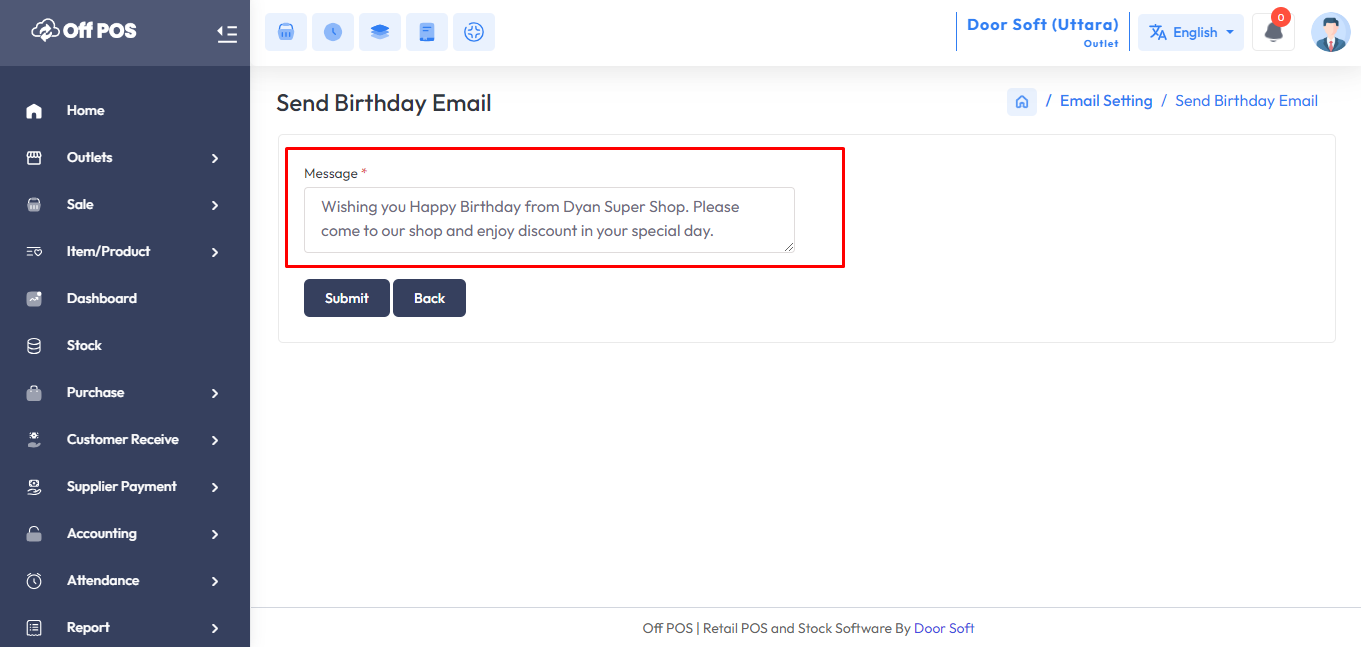 Off POS
Door Soft (Uttara)
Outlet
English
0
Home
Outlets
Sale
Item/Product
Dashboard
Stock
Purchase
Customer Receive
Supplier Payment
Accounting
Attendance
Report
Send Birthday Email
/ Email Setting / Send Birthday Email
Message *
Wishing you Happy Birthday from Dyan Super Shop. Please
come to our shop and enjoy discount in your special day.
Submit Back
Off POS | Retail POS and Stock Software By Door Soft